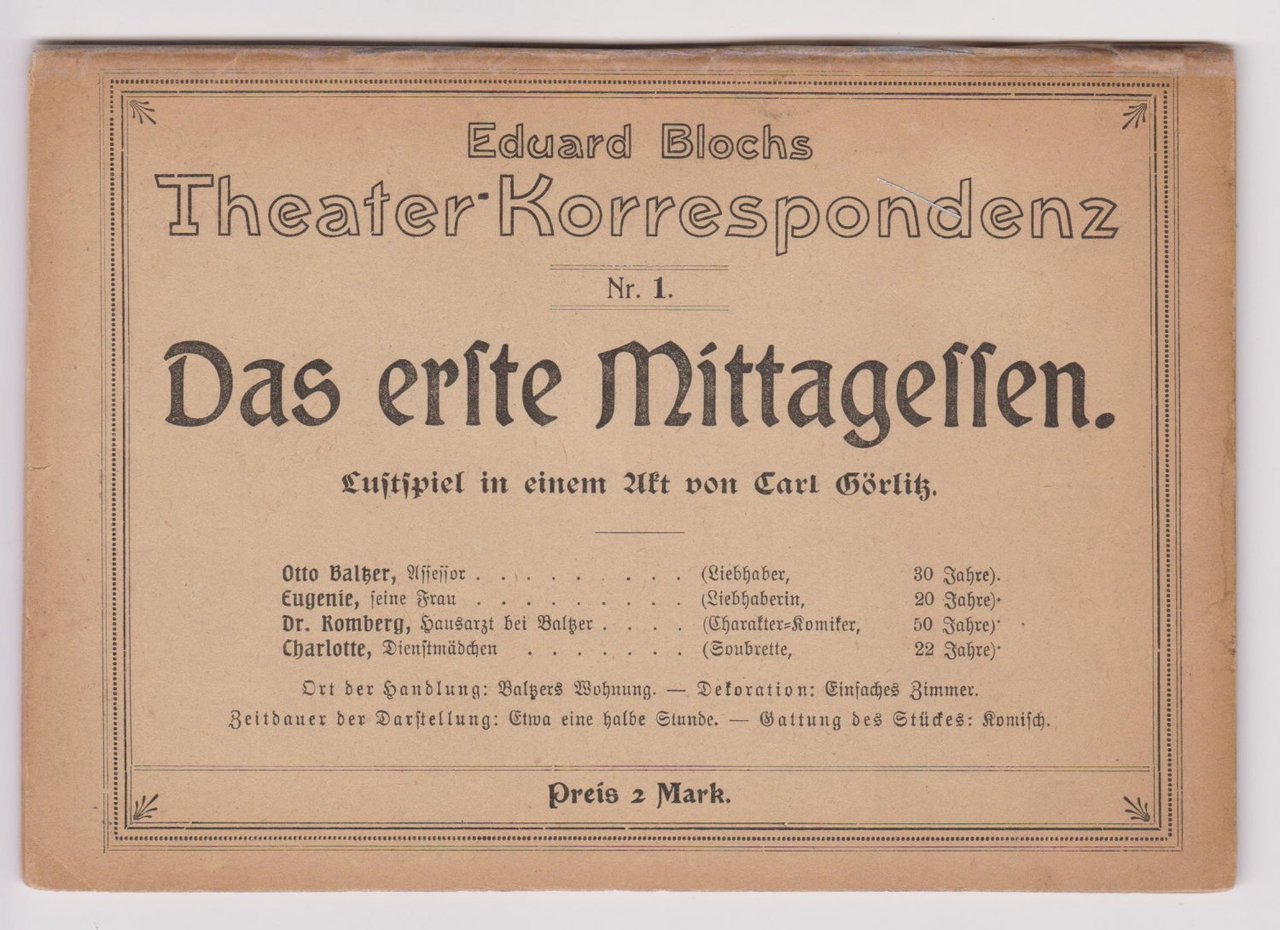 Eduard Blochs
Theater-Korrespondenz
Nr. 1.
Das erſte Mittageſſen.
Luſtſpiel in einem Akt von Carl Görlitz.
Otto Baltzer, Aſſeſſor . . . . . . . . . (Liebhaber, 30 Jahre).
Eugenie, ſeine Frau . . . . . . . . . (Liebhaberin, 20 Jahre).
Dr. Romberg, Hausarzt bei Baltzer . . . . (Charakter-Komiker, 50 Jahre).
Charlotte, Dienſtmädchen . . . . . . . (Soubrette, 22 Jahre).
Ort der Handlung: Baltzers Wohnung. — Dekoration: Einfaches Zimmer.
Zeitdauer der Darſtellung: Etwa eine halbe Stunde. — Gattung des Stückes: Komiſch.
Preis 2 Mark.